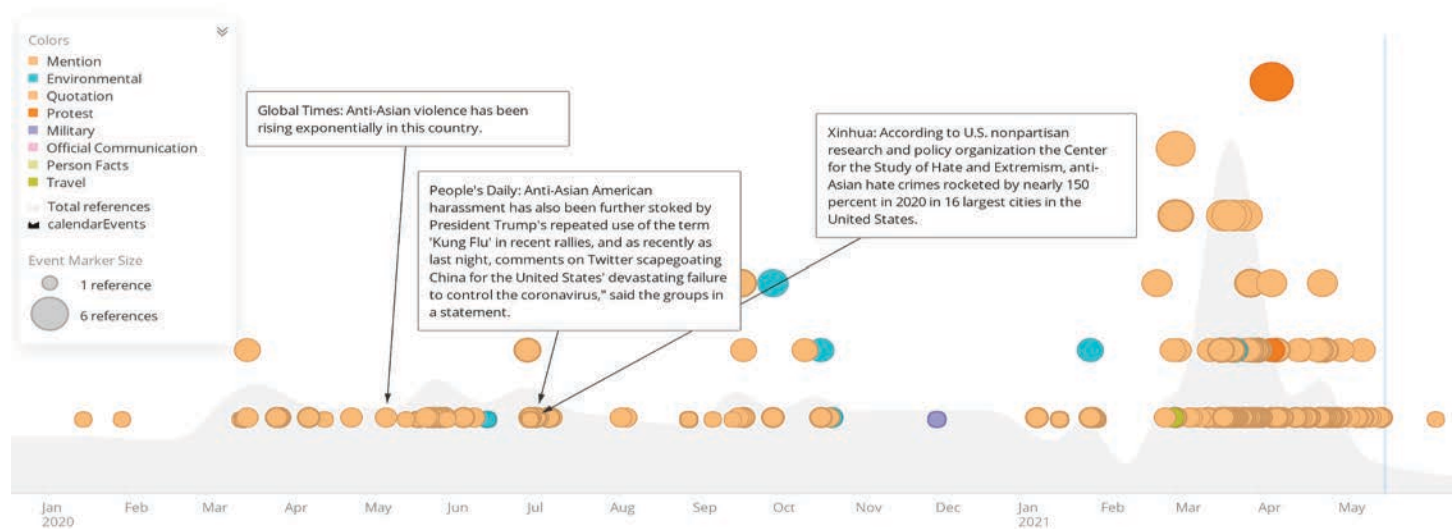 Colors
Mention
Environmental
Quotation
Protest
Military
Official Communication
Person Facts
Travel
Total references
calendarEvents
Event Marker Size
1 reference
6 references
Global Times: Anti-Asian violence has been
rising exponentially in this country.
People's Daily: Anti-Asian American
harassment has also been further stoked by
President Trump's repeated use of the term
'Kung Flu' in recent rallies, and as recently as
last night, comments on Twitter scapegoating
China for the United States' devastating failure
to control the coronavirus," said the groups in
a statement.
Xinhua: According to U.S. nonpartisan
research and policy organization the Center
for the Study of Hate and Extremism, anti-
Asian hate crimes rocketed by nearly 150
percent in 2020 in 16 largest cities in the
United States.
Jan Feb Mar Apr May Jun Jul Aug Sep Oct Nov Dec Jan Feb Mar Apr May
2020 2021